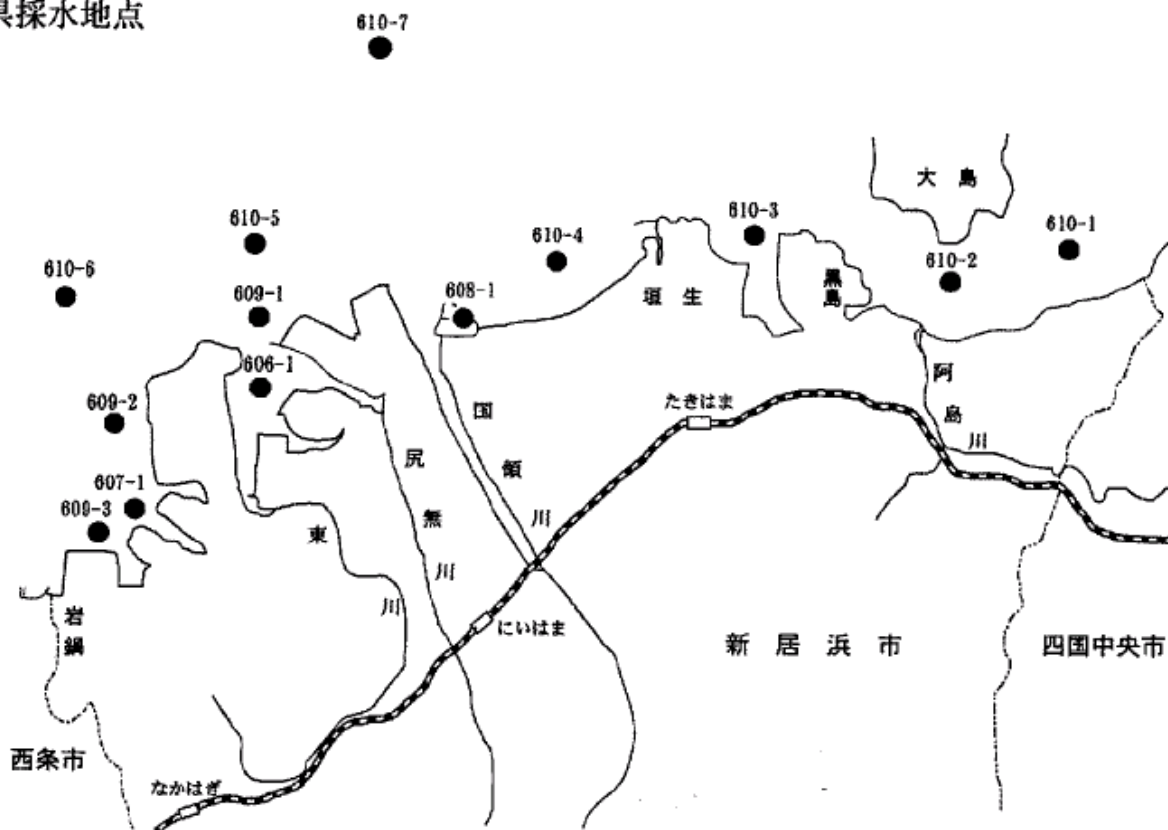 県採水地点
610-7
大島
610-5
610-3
610-1
610-4
610-6
610-2
黒島
609-1
608-1
垣生
606-1
阿島川
609-2
たきはま
国領川
尻無川
607-1
609-3
東川
岩鍋
にいはま
新居浜市
四国中央市
西条市
なかはぎ